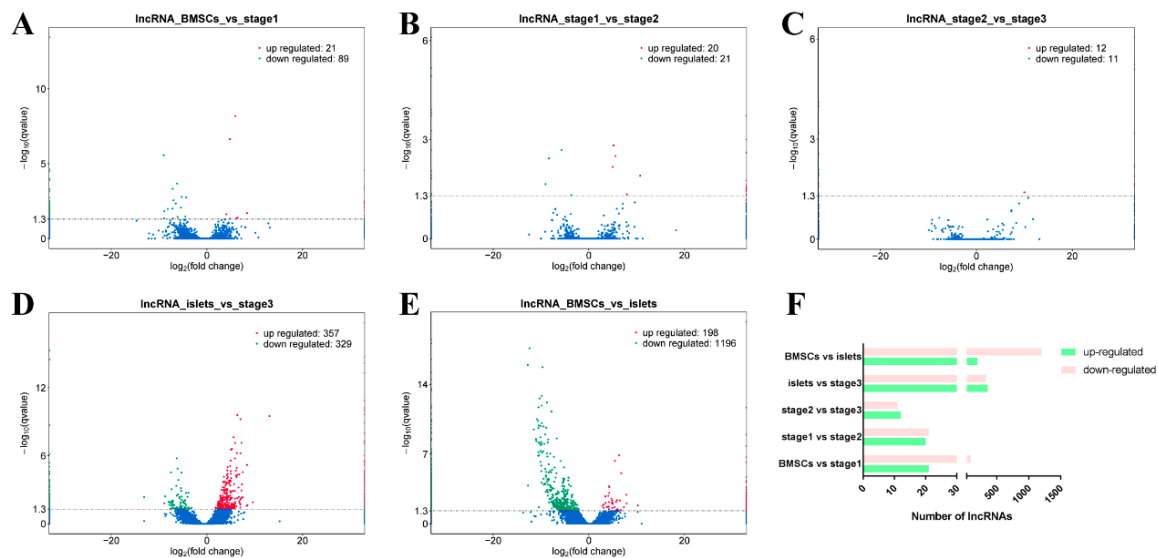 A
lncRNA_BMSCs_vs_stage1
up regulated: 21
down regulated: 89
−log10(qvalue)
10
5
1.3
0
−20
0
20
log2(fold change)
B
lncRNA_stage1_vs_stage2
up regulated: 20
down regulated: 21
−log10(qvalue)
6
3
1.3
0
−20
0
20
log2(fold change)
C
lncRNA_stage2_vs_stage3
up regulated: 12
down regulated: 11
−log10(qvalue)
6
3
1.3
0
−20
0
20
log2(fold change)
D
lncRNA_islets_vs_stage3
up regulated: 357
down regulated: 329
−log10(qvalue)
12
6
1.3
0
−20
0
20
log2(fold change)
E
lncRNA_BMSCs_vs_islets
up regulated: 198
down regulated: 1196
−log10(qvalue)
14
7
1.3
0
−20
0
20
log2(fold change)
F
up-regulated
down-regulated
BMSCs vs islets
islets vs stage3
stage2 vs stage3
stage1 vs stage2
BMSCs vs stage1
0 10 20 30 500 1000 1500
Number of lncRNAs